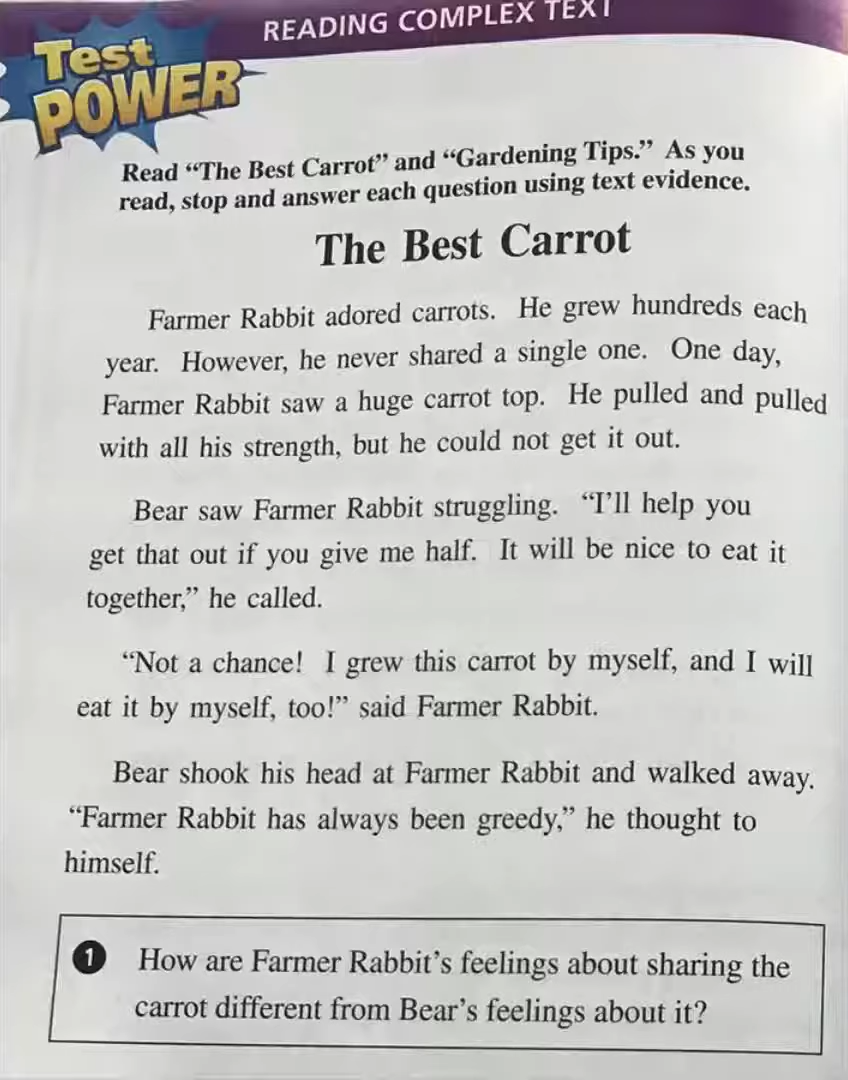 READING COMPLEX TEXT
Test
POWER
Read “The Best Carrot” and “Gardening Tips.” As you
read, stop and answer each question using text evidence.
The Best Carrot
Farmer Rabbit adored carrots. He grew hundreds each
year. However, he never shared a single one. One day,
Farmer Rabbit saw a huge carrot top. He pulled and pulled
with all his strength, but he could not get it out.
Bear saw Farmer Rabbit struggling. “I’ll help you
get that out if you give me half. It will be nice to eat it
together,” he called.
“Not a chance! I grew this carrot by myself, and I will
eat it by myself, too!” said Farmer Rabbit.
Bear shook his head at Farmer Rabbit and walked away.
“Farmer Rabbit has always been greedy,” he thought to
himself.
1 How are Farmer Rabbit’s feelings about sharing the
carrot different from Bear’s feelings about it?